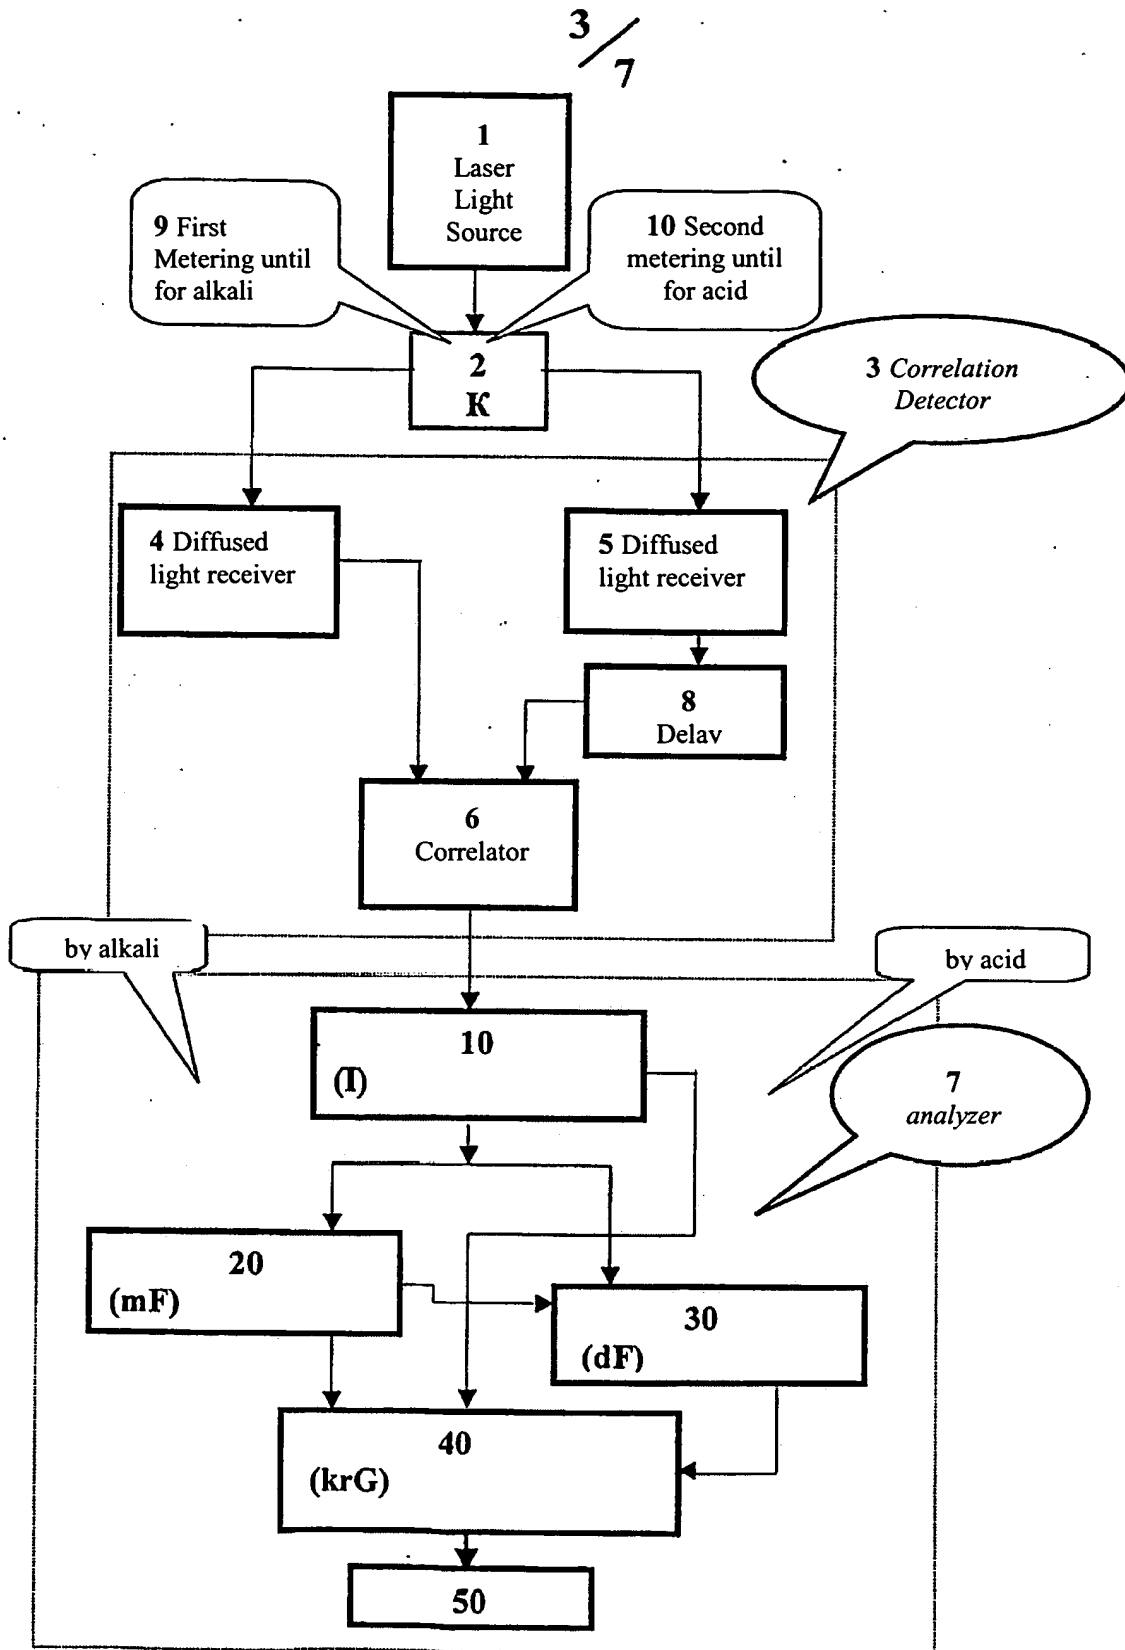 3/7
1
Laser
Light
Source
9 First
Metering until
for alkali
10 Second
metering until
for acid
2
K
3 Correlation
Detector
4 Diffused
light receiver
5 Diffused
light receiver
8
Delav
6
Correlator
by alkali
by acid
10
(I)
7
analyzer
20
(mF)
30
(dF)
40
(krG)
50